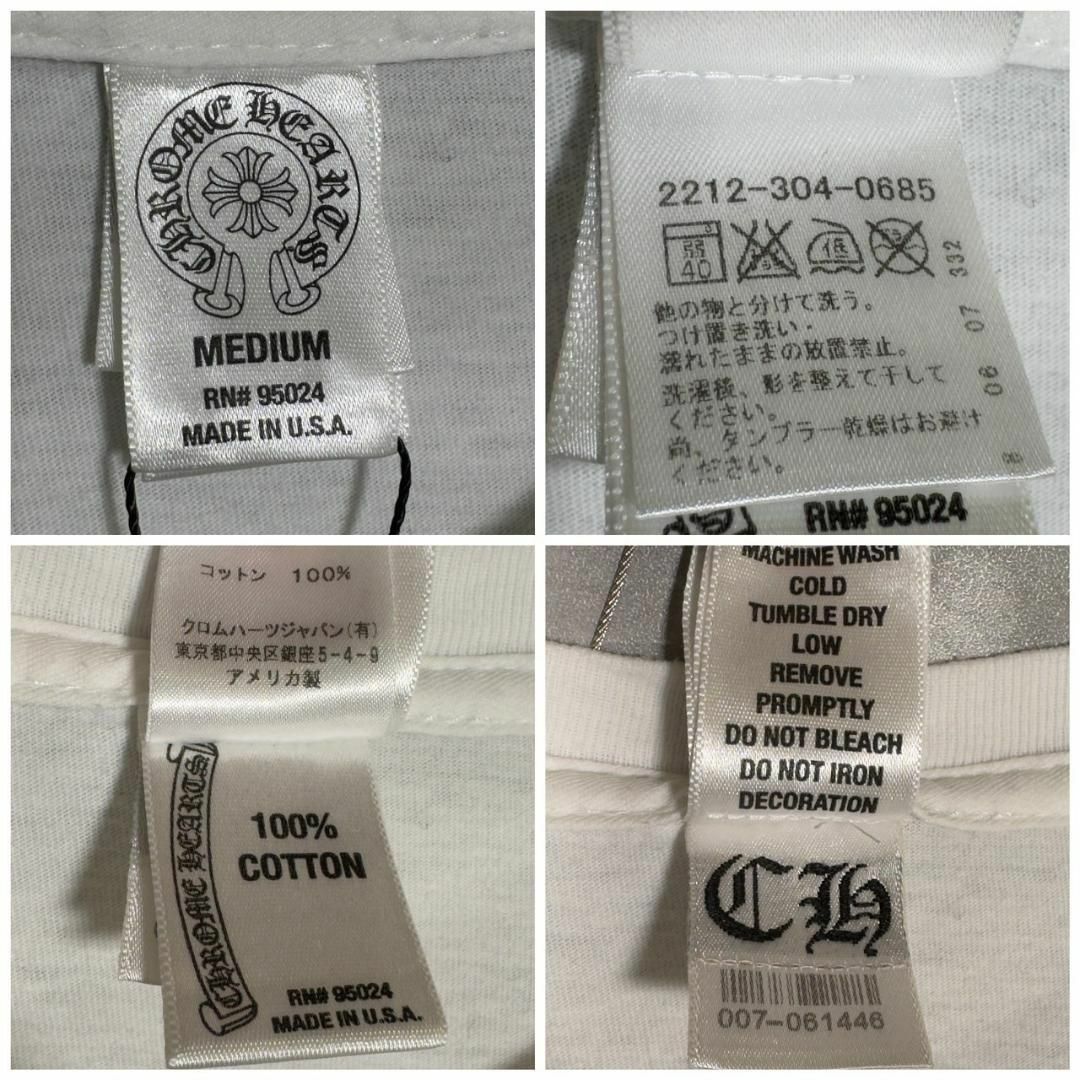 CHROME HEARTS
MEDIUM
RN# 95024
MADE IN U.S.A.
2212-304-0685
弱
40
低
332
06 07
他の物と分けて洗う。
つけ置き洗い・
濡れたままの放置禁止。
洗濯後、形を整えて干して
ください。
尚、タンブラー乾燥はお避け
ください。
RN# 95024
コットン 100%
クロムハーツジャパン(有)
東京都中央区銀座5-4-9
アメリカ製
CHROME HEARTS
100%
COTTON
RN# 95024
MADE IN U.S.A.
MACHINE WASH
COLD
TUMBLE DRY
LOW
REMOVE
PROMPTLY
DO NOT BLEACH
DO NOT IRON
DECORATION
CH
007-061446